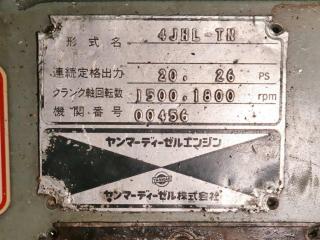 形式名 4JHL-TN
連続定格出力 20. 26 PS
クランク軸回転数 1500.1800 rpm
機関番号 00456
ヤンマーディーゼルエンジン
YANMAR
ヤンマーディーゼル株式会社